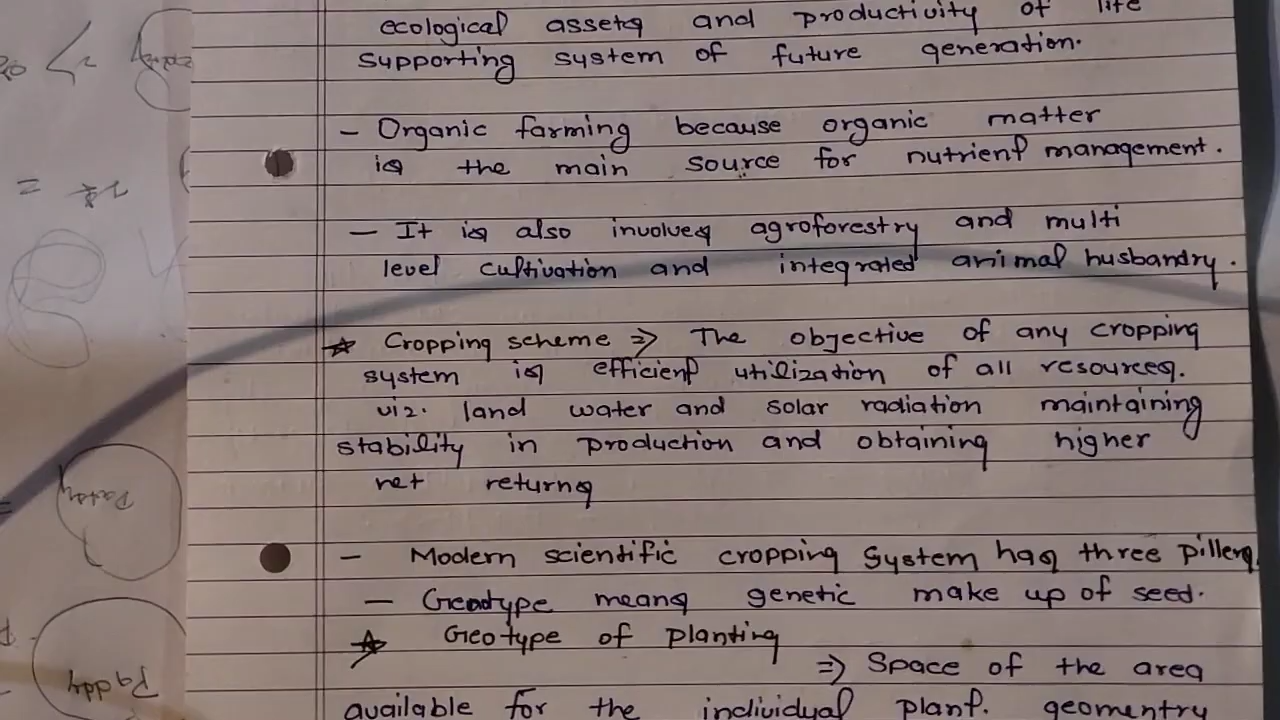 ecological assets and productivity of life
supporting system of future generation.
- Organic farming because organic matter
is the main source for nutrient management.
- It is also involves agroforestry and multi
level cultivation and integrated animal husbandry.
☆ Cropping scheme ⇒ The objective of any cropping
system is efficient utilization of all resources.
viz. land water and solar radiation maintaining
stability in production and obtaining higher
net returns
- Modern scientific cropping System has three pillers
- Geotype means genetic make up of seed.
☆ Geotype of planting
⇒ Space of the area
available for the individual plant. geomentry
Paddy
Paddy